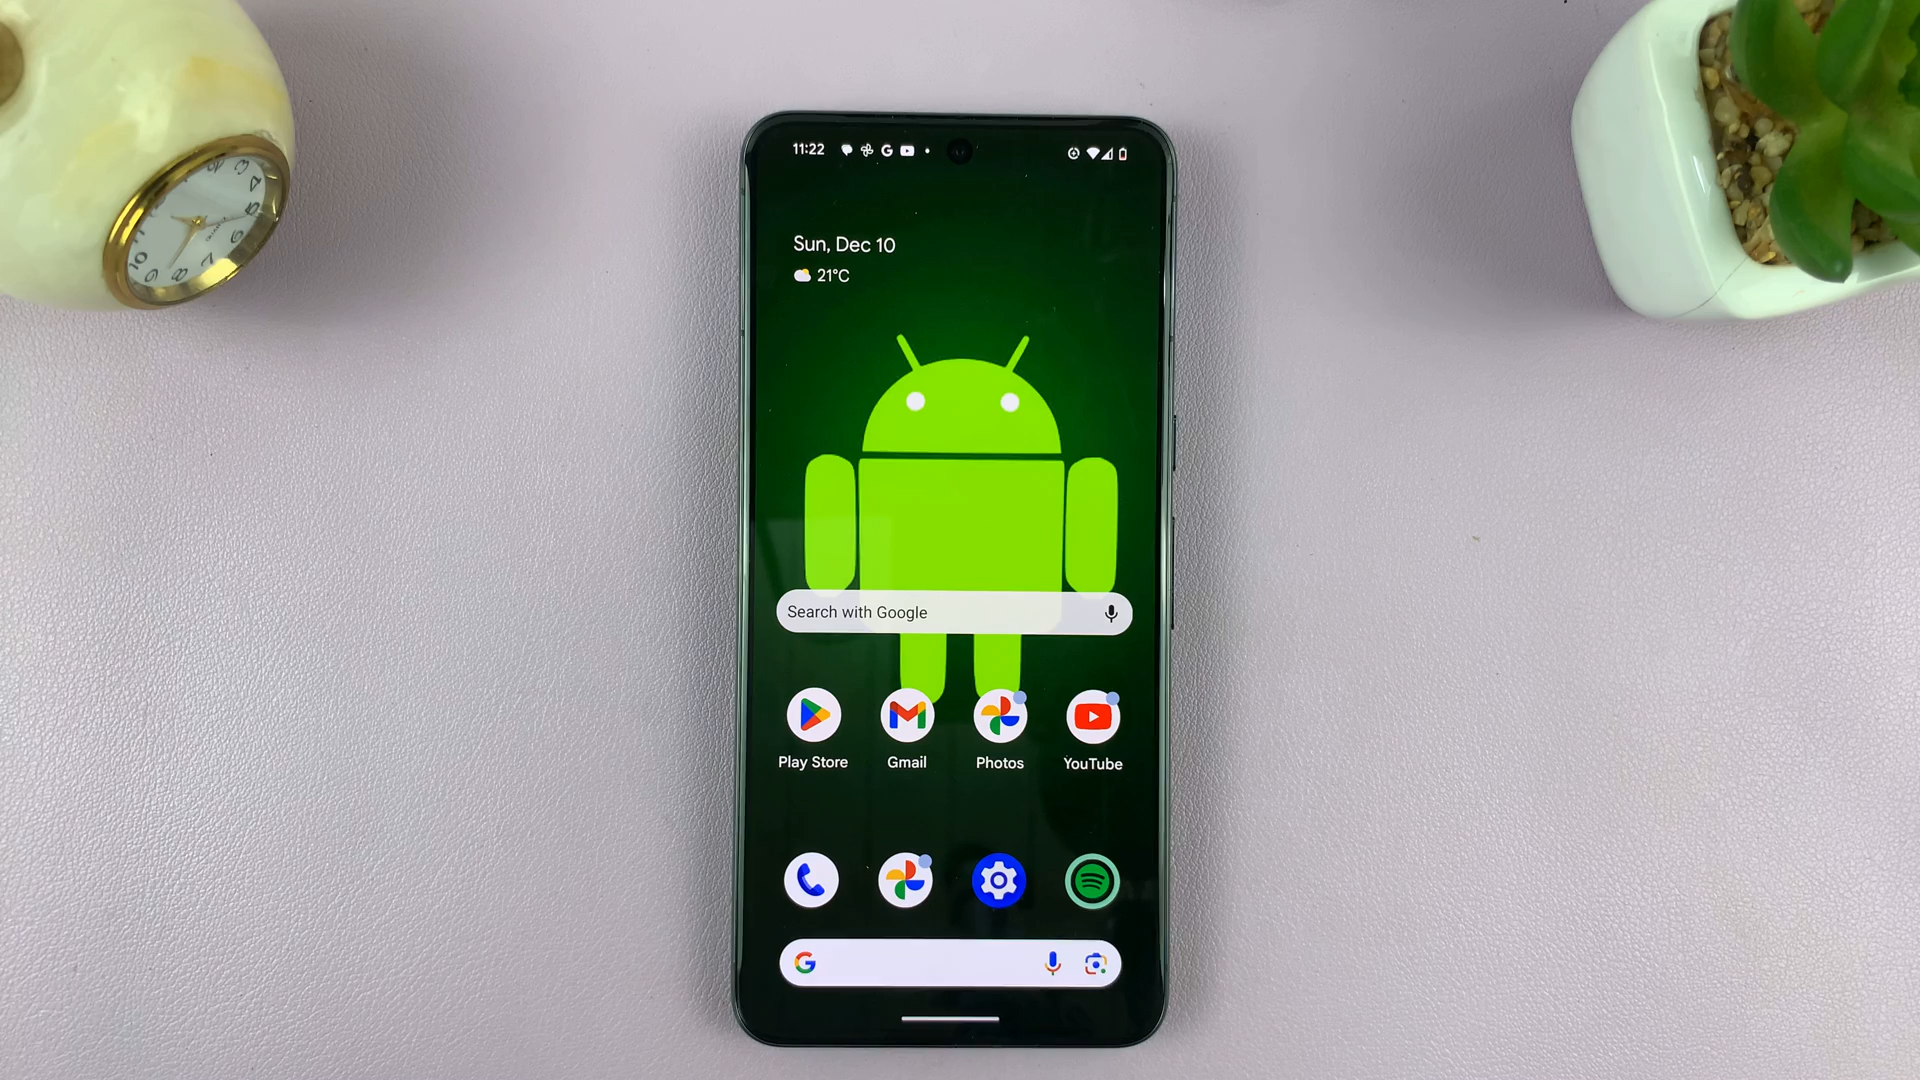 11:22
Sun, Dec 10
21°C
Search with Google
Play Store
Gmail
Photos
YouTube